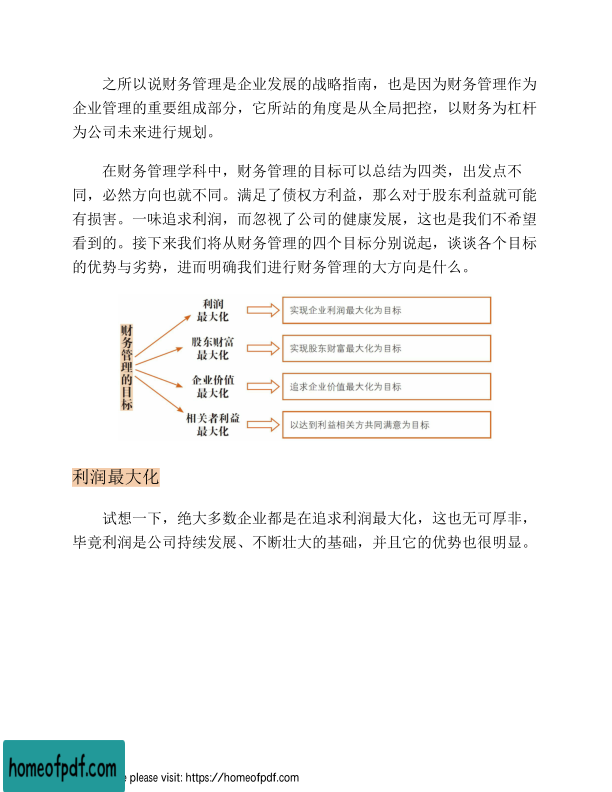 之所以说财务管理是企业发展的战略指南，也是因为财务管理作为
企业管理的重要组成部分，它所站的角度是从全局把控，以财务为杠杆
为公司未来进行规划。
在财务管理学科中，财务管理的目标可以总结为四类，出发点不
同，必然方向也就不同。满足了债权方利益，那么对于股东利益就可能
有损害。一味追求利润，而忽视了公司的健康发展，这也是我们不希望
看到的。接下来我们将从财务管理的四个目标分别说起，谈谈各个目标
的优势与劣势，进而明确我们进行财务管理的大方向是什么。
财务管理的目标
利润
最大化
实现企业利润最大化为目标
股东财富
最大化
实现股东财富最大化为目标
企业价值
最大化
追求企业价值最大化为目标
相关者利益
最大化
以达到利益相关方共同满意为目标
利润最大化
试想一下，绝大多数企业都是在追求利润最大化，这也无可厚非，
毕竟利润是公司持续发展、不断壮大的基础，并且它的优势也很明显。
homeofpdf.com
e please visit: https://homeofpdf.com